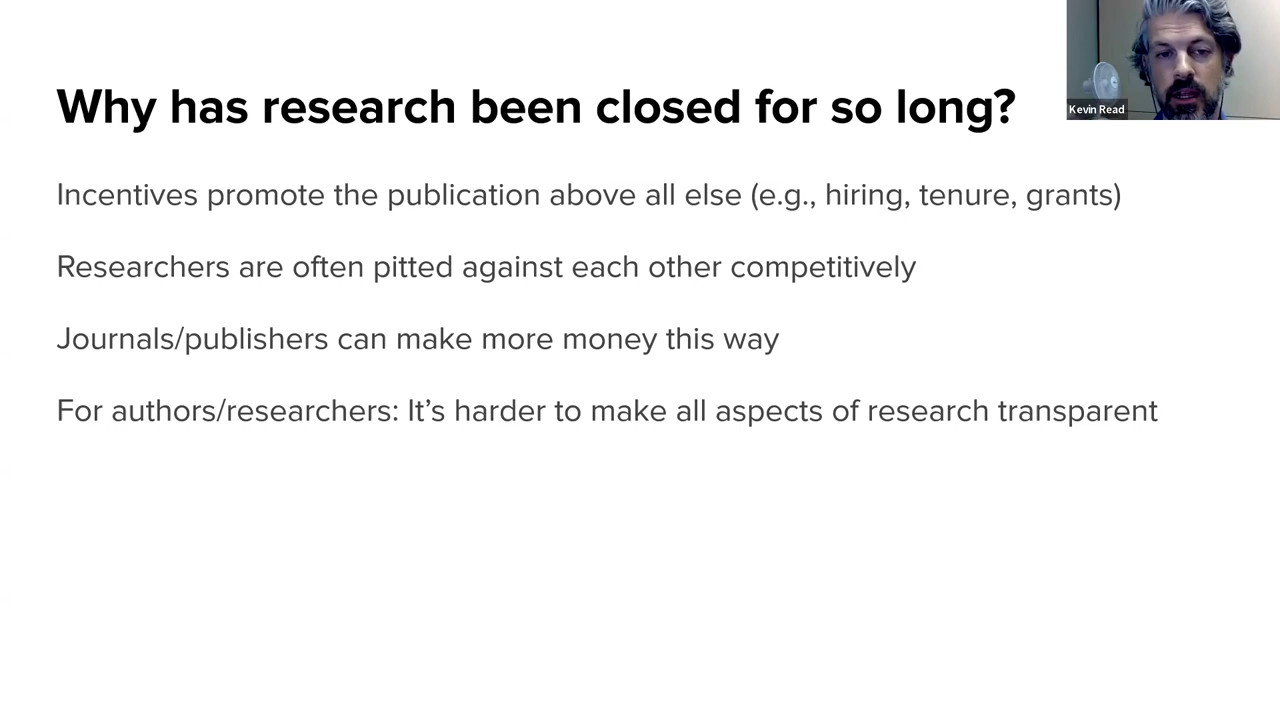 Why has research been closed for so long?
Kevin Read
Incentives promote the publication above all else (e.g., hiring, tenure, grants)
Researchers are often pitted against each other competitively
Journals/publishers can make more money this way
For authors/researchers: It’s harder to make all aspects of research transparent